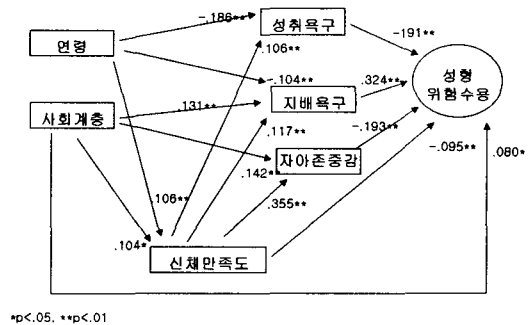 -.186**
성취욕구
-.191**
연령
.106**
성형
위험수용
-.104**
.324**
지배욕구
.131**
사회계층
.117**
-.193**
자아존중감
-.095**
.080*
.142**
.106**
.355**
.104*
신체만족도
*p<.05, **p<.01